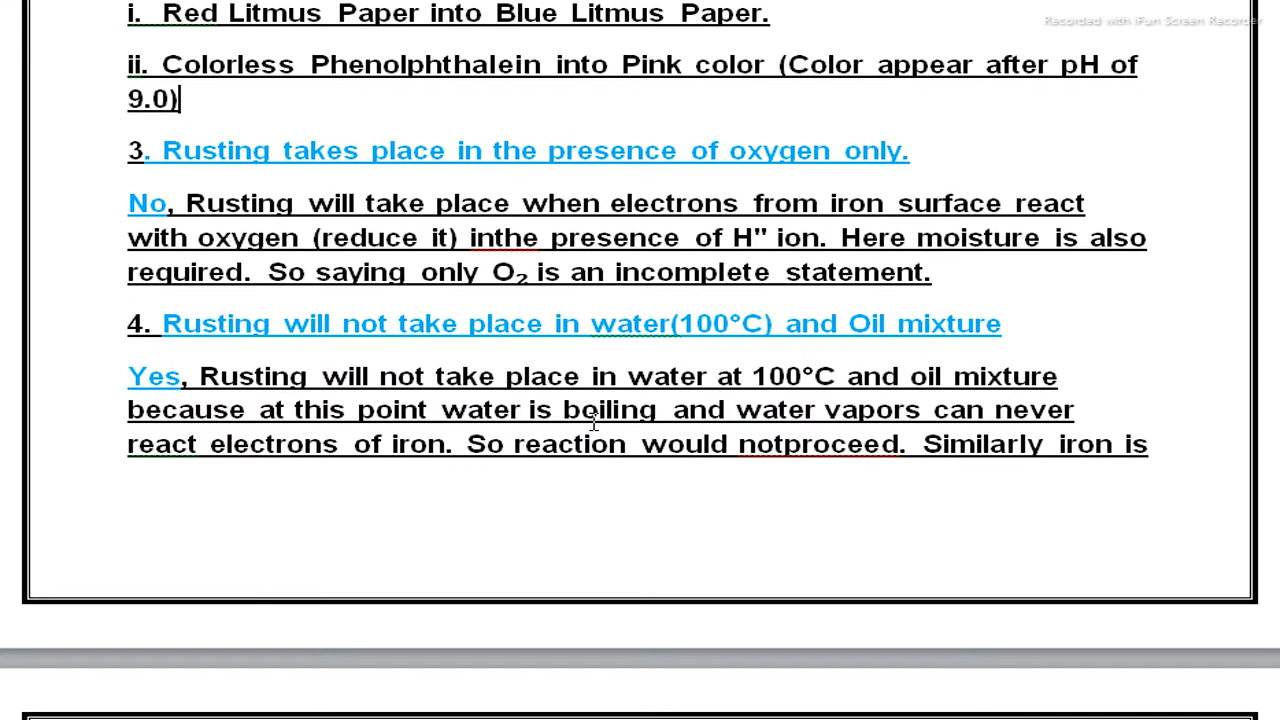 Recorded with iFun Screen Recorder
i. Red Litmus Paper into Blue Litmus Paper.
ii. Colorless Phenolphthalein into Pink color (Color appear after pH of
9.0)
3. Rusting takes place in the presence of oxygen only.
No, Rusting will take place when electrons from iron surface react
with oxygen (reduce it) inthe presence of H" ion. Here moisture is also
required. So saying only O₂ is an incomplete statement.
4. Rusting will not take place in water(100°C) and Oil mixture
Yes, Rusting will not take place in water at 100°C and oil mixture
because at this point water is boiling and water vapors can never
react electrons of iron. So reaction would notproceed. Similarly iron is